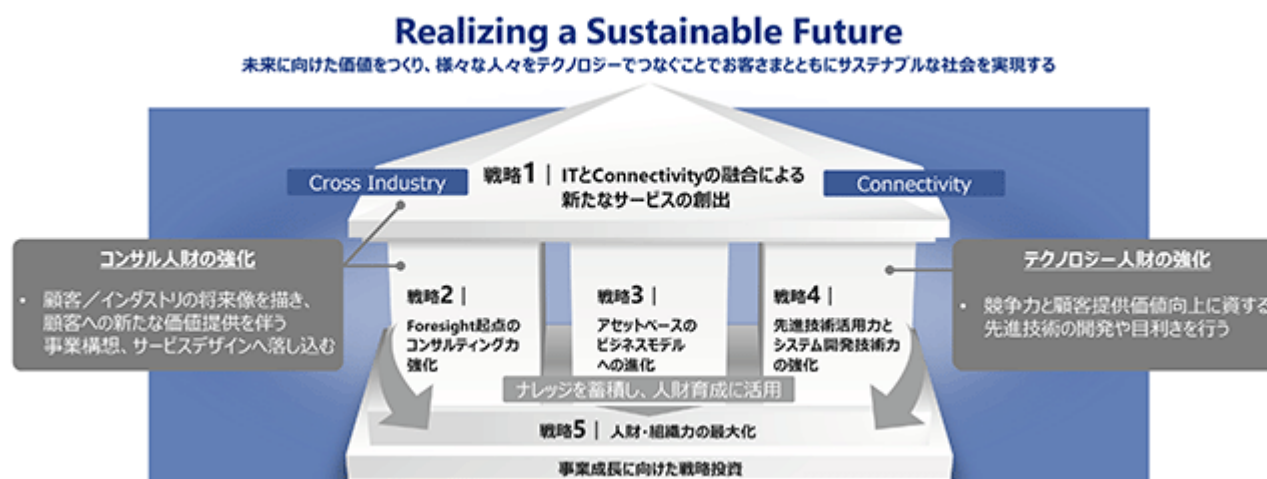 Realizing a Sustainable Future
未来に向けた価値をつくり、様々な人々をテクノロジーでつなぐことでお客さまとともにサステナブルな社会を実現する
Cross Industry
戦略1｜ITとConnectivityの融合による
新たなサービスの創出
Connectivity
コンサル人財の強化
• 顧客／インダストリの将来像を描き、
顧客への新たな価値提供を伴う
事業構想、サービスデザインへ落し込む
戦略2｜
Foresight起点の
コンサルティング力
強化
戦略3｜
アセットベースの
ビジネスモデル
への進化
戦略4｜
先進技術活用力と
システム開発技術力
の強化
テクノロジー人財の強化
• 競争力と顧客提供価値向上に資する
先進技術の開発や目利きを行う
ナレッジを蓄積し、人財育成に活用
戦略5｜人財・組織力の最大化
事業成長に向けた戦略投資